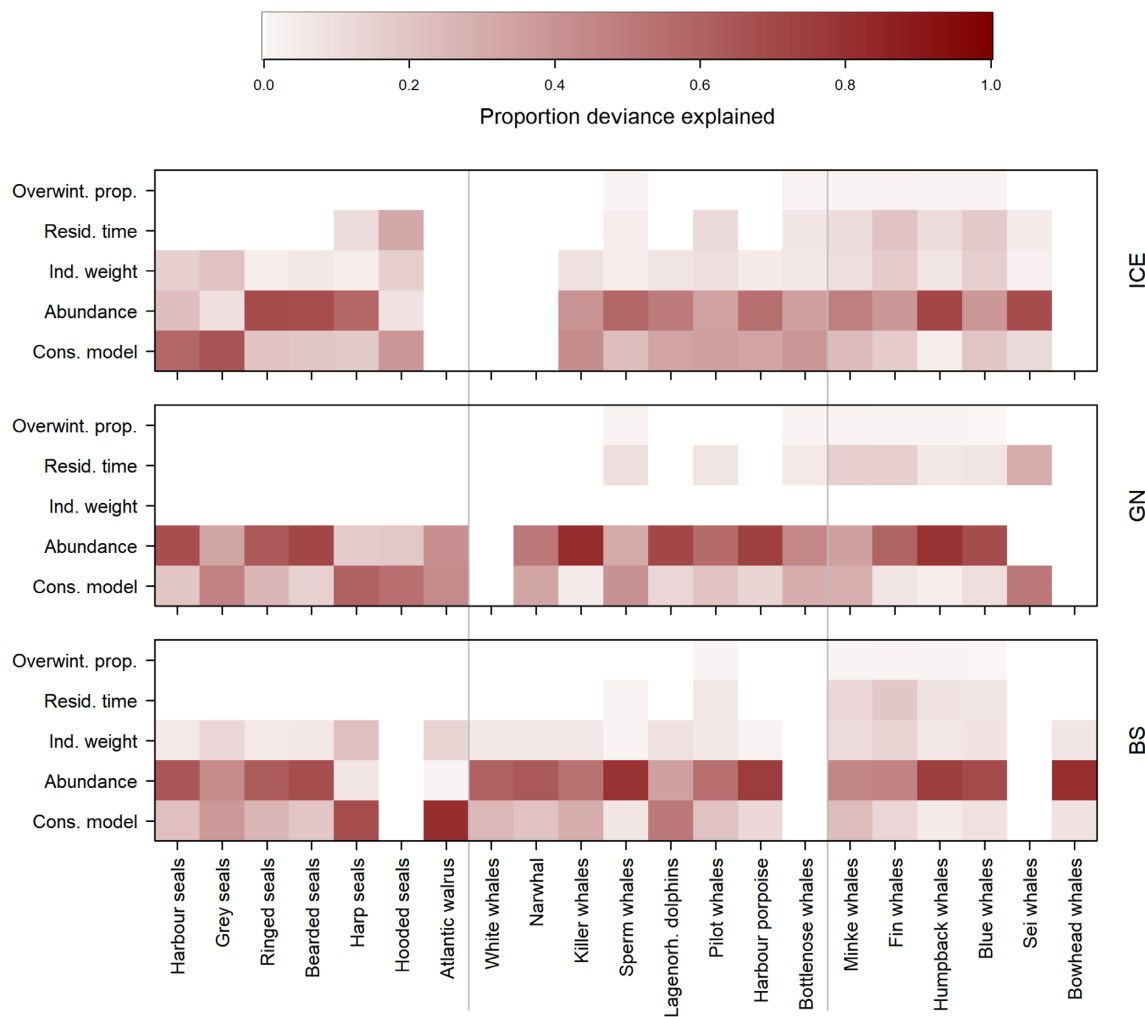 0.0 0.2 0.4 0.6 0.8 1.0
Proportion deviance explained
Overwint. prop.
Resid. time
Ind. weight
Abundance
Cons. model
ICE
Overwint. prop.
Resid. time
Ind. weight
Abundance
Cons. model
GN
Overwint. prop.
Resid. time
Ind. weight
Abundance
Cons. model
BS
Harbour seals
Grey seals
Ringed seals
Bearded seals
Harp seals
Hooded seals
Atlantic walrus
White whales
Narwhal
Killer whales
Sperm whales
Lagenorh. dolphins
Pilot whales
Harbour porpoise
Bottlenose whales
Minke whales
Fin whales
Humpback whales
Blue whales
Sei whales
Bowhead whales